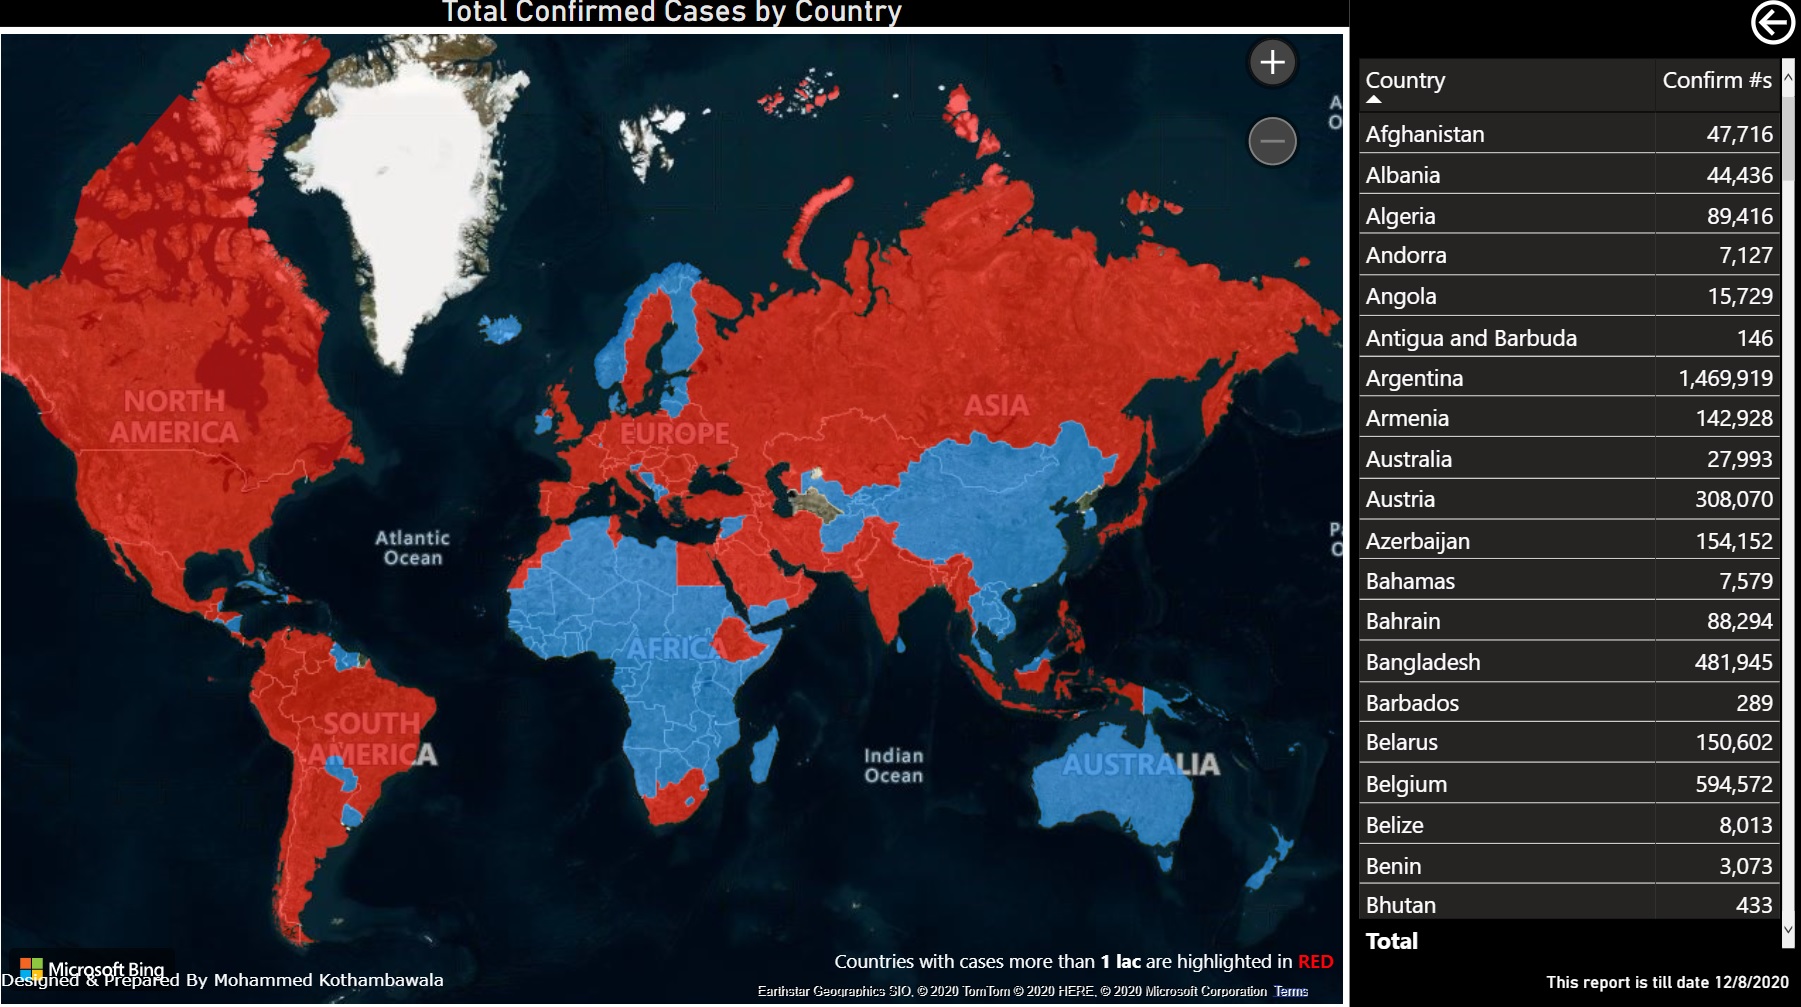 Total Confirmed Cases by Country
NORTH
AMERICA
EUROPE
ASIA
Atlantic
Ocean
AFRICA
SOUTH
AMERICA
Indian
Ocean
AUSTRALIA
A
O
P
O
Countries with cases more than 1 lac are highlighted in RED
Microsoft Bing
Designed & Prepared By Mohammed Kothambawala
Earthstar Geographics SIO, © 2020 TomTom © 2020 HERE, © 2020 Microsoft Corporation Terms
Country Confirm #s
Afghanistan 47,716
Albania 44,436
Algeria 89,416
Andorra 7,127
Angola 15,729
Antigua and Barbuda 146
Argentina 1,469,919
Armenia 142,928
Australia 27,993
Austria 308,070
Azerbaijan 154,152
Bahamas 7,579
Bahrain 88,294
Bangladesh 481,945
Barbados 289
Belarus 150,602
Belgium 594,572
Belize 8,013
Benin 3,073
Bhutan 433
Total
This report is till date 12/8/2020